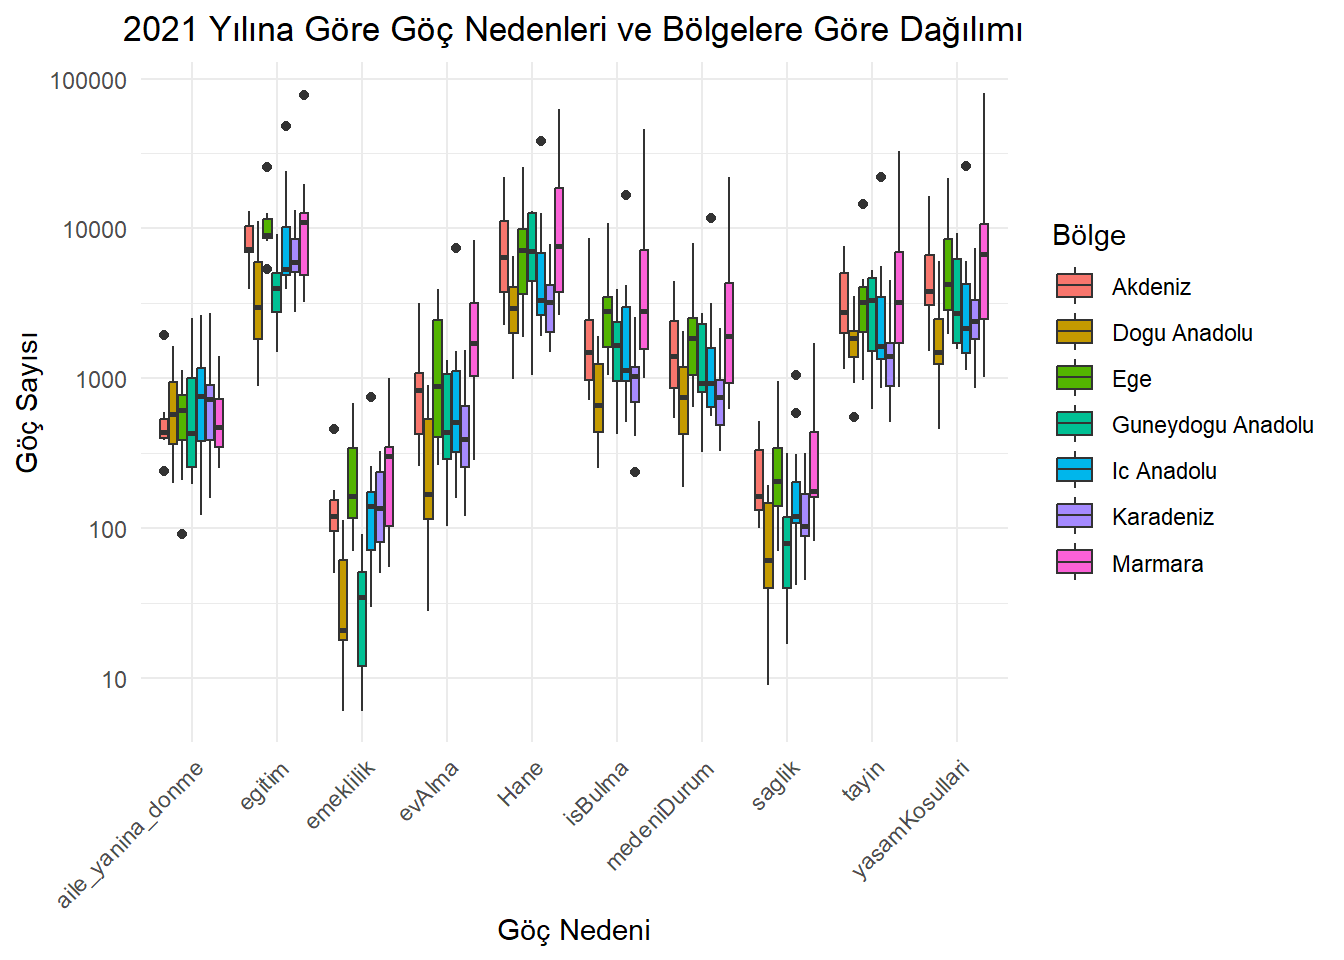 2021 Yılına Göre Göç Nedenleri ve Bölgelere Göre Dağılımı
100000
10000
1000
100
10
Göç Sayısı
aile_yanina_donme
egitim
emeklilik
evAlma
Hane
isBulma
medeniDurum
saglik
tayin
yasamKosullari
Göç Nedeni
Bölge
Akdeniz
Dogu Anadolu
Ege
Guneydogu Anadolu
Ic Anadolu
Karadeniz
Marmara